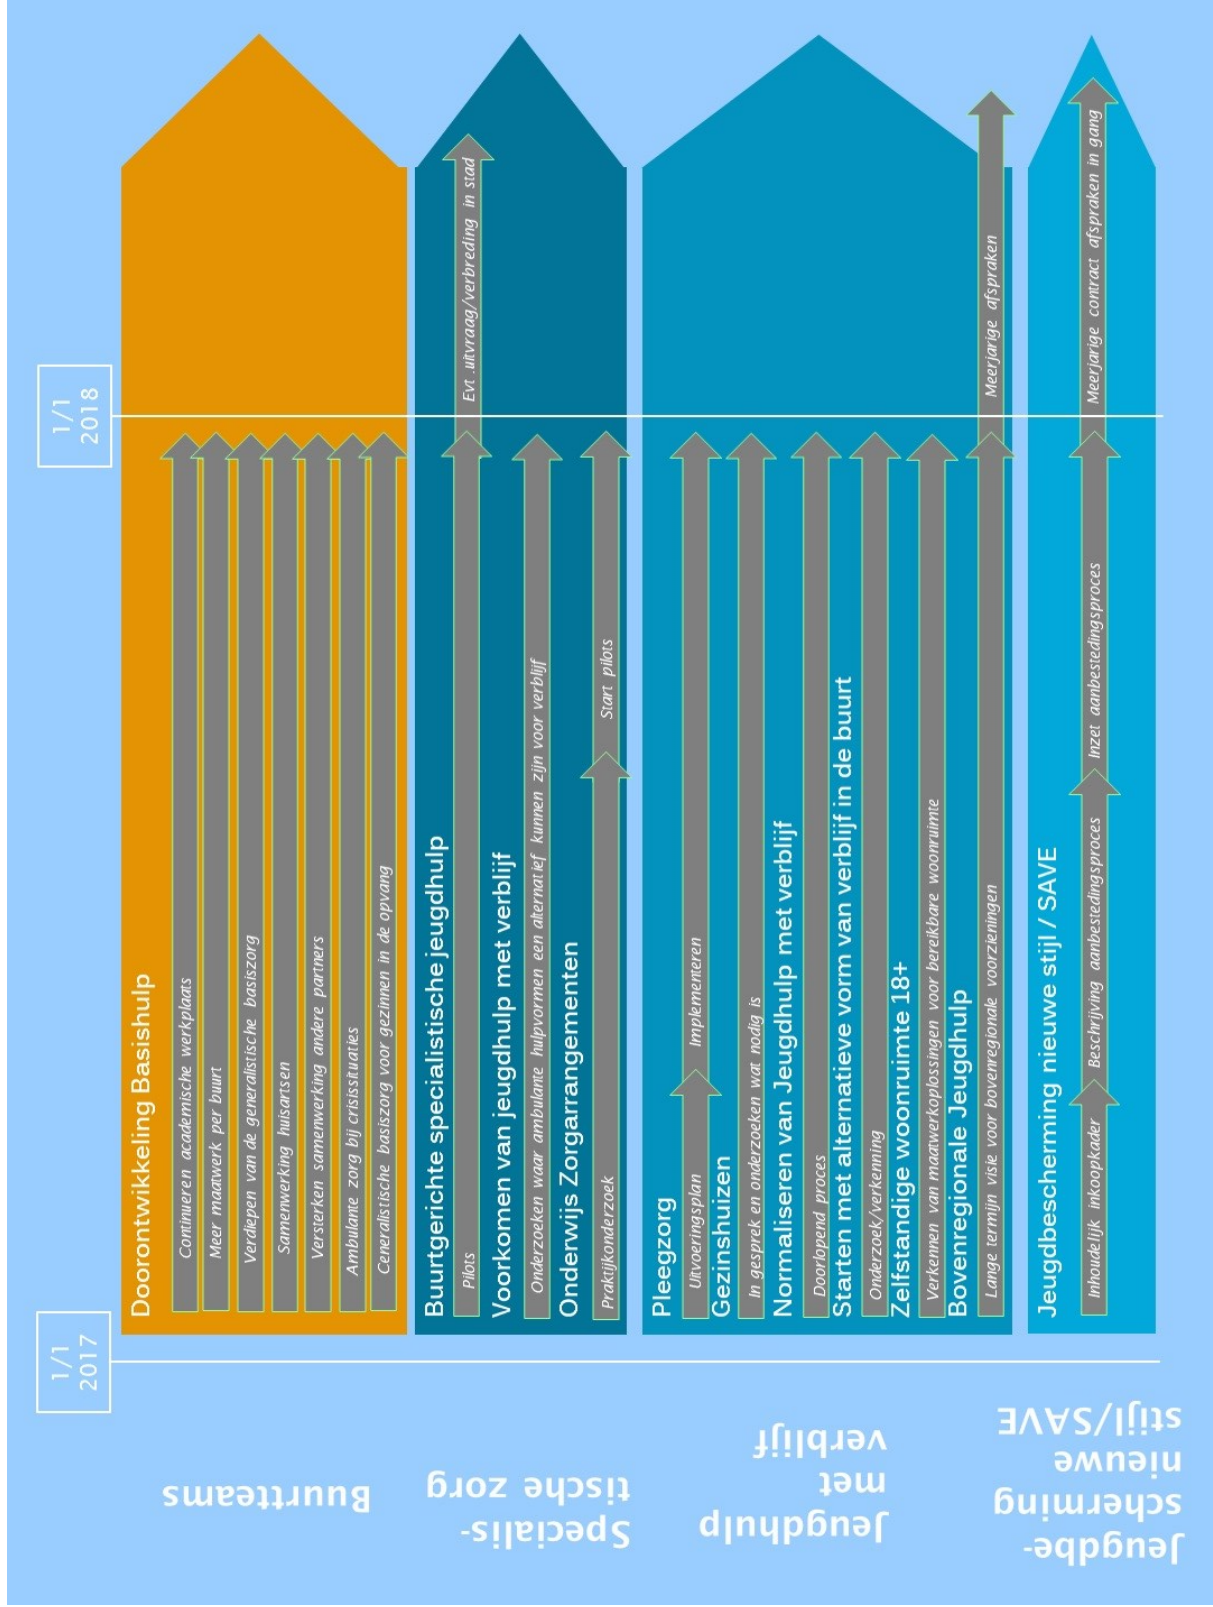 1/1
2017
1/1
2018
Buurtteams
Doorontwikkeling Basishulp
Continueren academische werkplaats
Meer maatwerk per buurt
Verdiepen van de generalistische basiszorg
Samenwerking huisartsen
Versterken samenwerking andere partners
Ambulante zorg bij crisissituaties
Generalistische basiszorg voor gezinnen in de opvang
Specialis-
tische zorg
Buurtgerichte specialistische jeugdhulp
Pilots
Evt .uitvraag/verbreding in stad
Voorkomen van jeugdhulp met verblijf
Onderzoeken waar ambulante hulpvormen een alternatief kunnen zijn voor verblijf
Onderwijs Zorgarrangementen
Praktijkonderzoek
Start pilots
Jeugdhulp
met
verblijf
Pleegzorg
Uitvoeringsplan
Implementeren
Gezinshuizen
In gesprek en onderzoeken wat nodig is
Normaliseren van Jeugdhulp met verblijf
Doorlopend proces
Starten met alternatieve vorm van verblijf in de buurt
Onderzoek/verkenning
Zelfstandige woonruimte 18+
Verkennen van maatwerkoplossingen voor bereikbare woonruimte
Bovenregionale Jeugdhulp
Lange termijn visie voor bovenregionale voorzieningen
Meerjarige afspraken
Jeugdbe-
scherming
nieuwe
stijl/SAVE
Jeugdbescherming nieuwe stijl / SAVE
Inhoudelijk inkoopkader
Beschrijving aanbestedingsproces
Inzet aanbestedingsproces
Meerjarige contract afspraken in gang